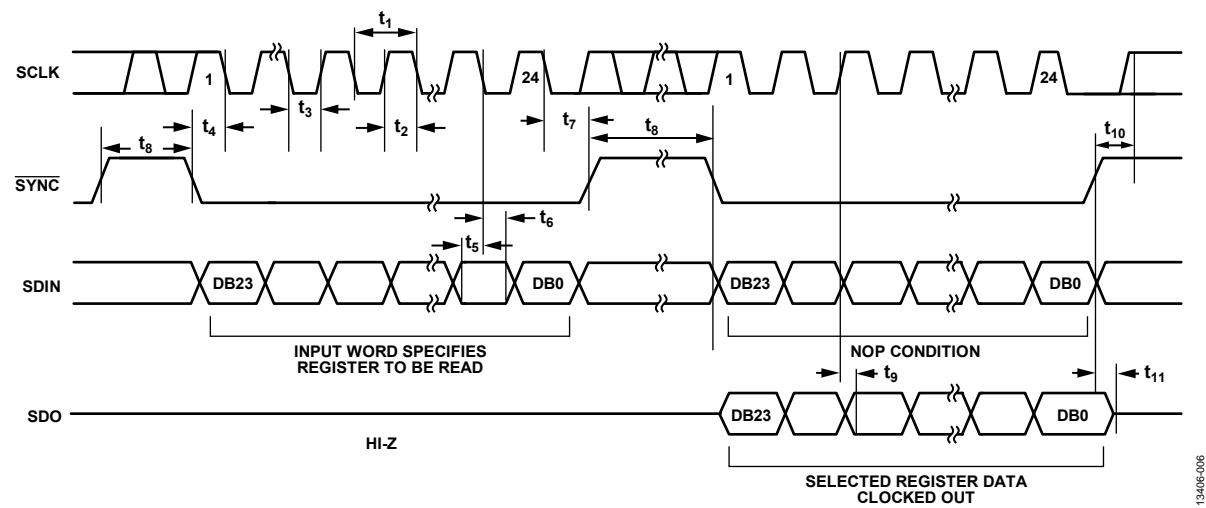 t1
SCLK
1
24
1
24
t3
t4
t2
t7
t8
t10
t8
SYNC
t6
t5
SDIN
DB23
DB0
DB23
DB0
INPUT WORD SPECIFIES
REGISTER TO BE READ
NOP CONDITION
t9
t11
SDO
DB23
DB0
HI-Z
SELECTED REGISTER DATA
CLOCKED OUT
13406-006